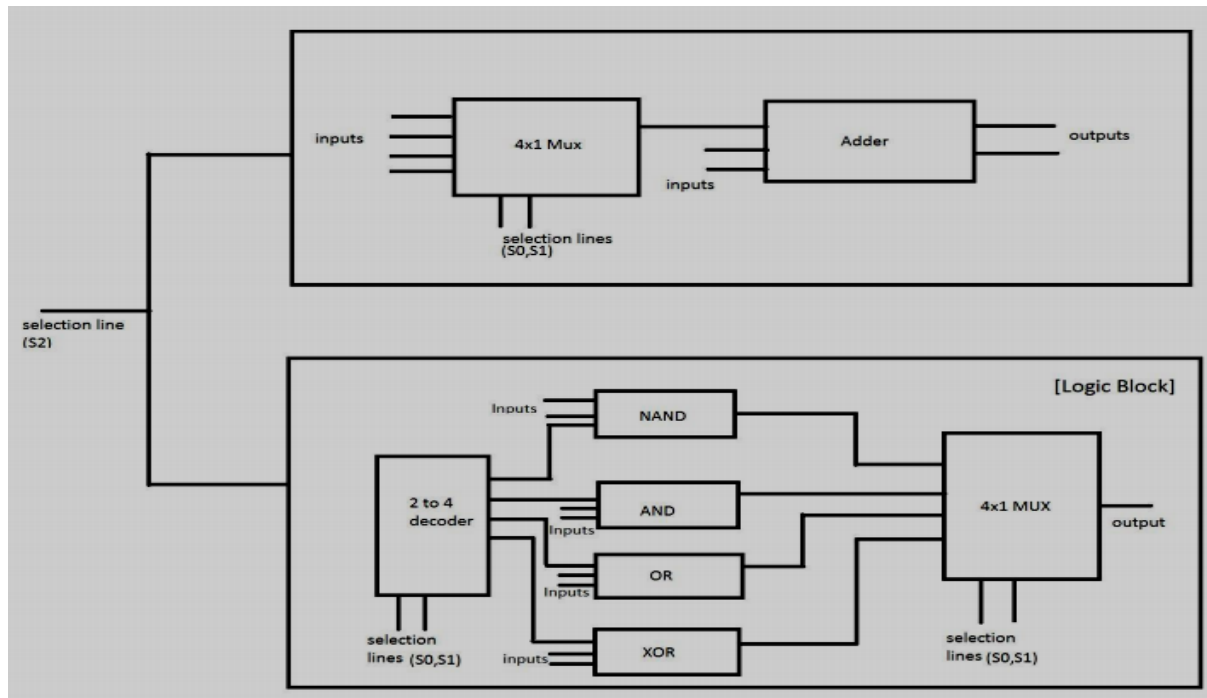 inputs
4x1 Mux
selection lines
(S0,S1)
inputs
Adder
outputs
selection line
(S2)
[Logic Block]
Inputs
NAND
2 to 4
decoder
Inputs
AND
Inputs
OR
inputs
XOR
selection
lines (S0,S1)
4x1 MUX
output
selection
lines (S0,S1)